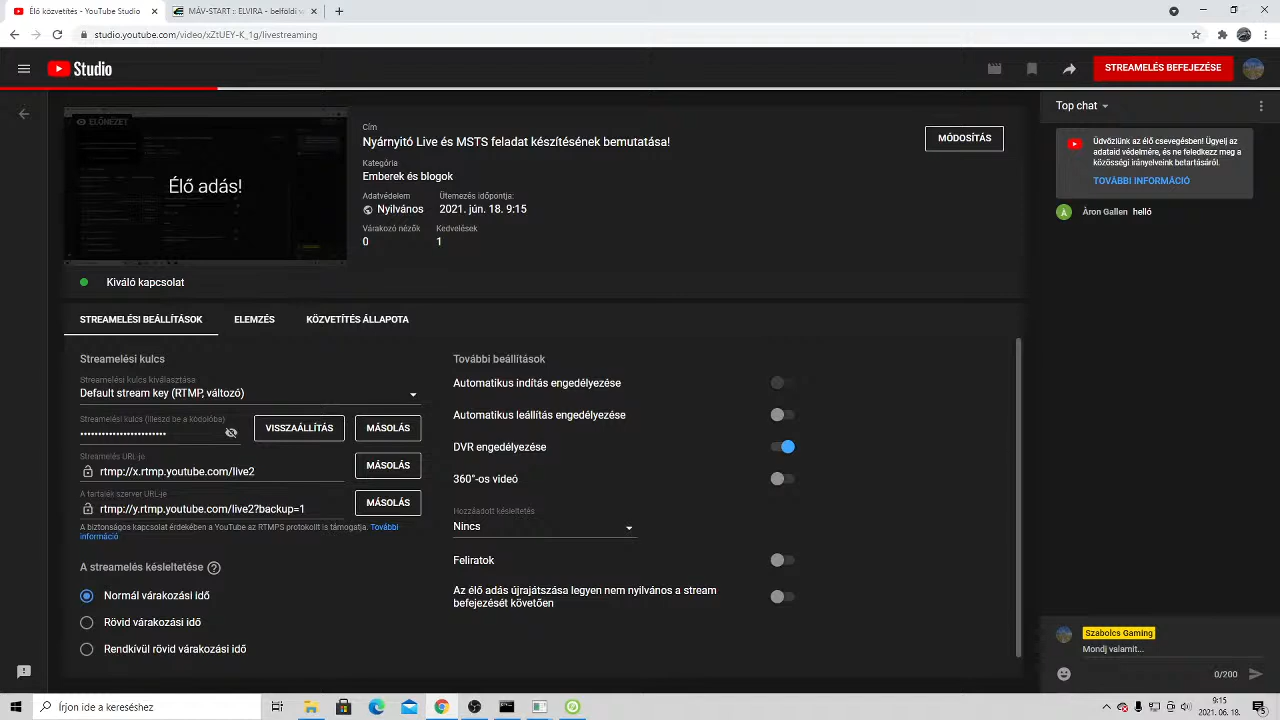 Élő közvetítés - YouTube Studio
MÁV-START :: ELVIRA - belföldi v
studio.youtube.com/video/xZtUEY-K_1g/livestreaming
Studio
STREAMELÉS BEFEJEZÉSE
ELŐNÉZET
Élő adás!
Cím
Nyárnyitó Live és MSTS feladat készítésének bemutatása!
MÓDOSÍTÁS
Kategória
Emberek és blogok
Adatvédelem
Ütemezés időpontja:
Nyilvános
2021. jún. 18. 9:15
Várakozó nézők
Kedvelések
0
1
Kiváló kapcsolat
STREAMELÉSI BEÁLLÍTÁSOK
ELEMZÉS
KÖZVETÍTÉS ÁLLAPOTA
Streamelési kulcs
Streamelési kulcs kiválasztása
Default stream key (RTMP, változó)
Streamelési kulcs (illeszd be a kódolóba)
VISSZAÁLLÍTÁS
MÁSOLÁS
Streamelés URL-je
rtmp://x.rtmp.youtube.com/live2
MÁSOLÁS
A tartalék szerver URL-je
rtmp://y.rtmp.youtube.com/live2?backup=1
MÁSOLÁS
A biztonságos kapcsolat érdekében a YouTube az RTMPS protokollt is támogatja. További
információ
A streamelés késleltetése
Normál várakozási idő
Rövid várakozási idő
Rendkívül rövid várakozási idő
További beállítások
Automatikus indítás engedélyezése
Automatikus leállítás engedélyezése
DVR engedélyezése
360°-os videó
Hozzáadott késleltetés
Nincs
Feliratok
Az élő adás újrajátszása legyen nem nyilvános a stream
befejezését követően
Top chat
Üdvözlünk az élő csevegésben! Ügyelj az
adataid védelmére, és ne feledkezz meg a
közösségi irányelveink betartásáról.
TOVÁBBI INFORMÁCIÓ
Áron Gallen helló
Szabolcs Gaming
Mondj valamit...
0/200
Írjon ide a kereséshez
9:15
2021. 06. 18.